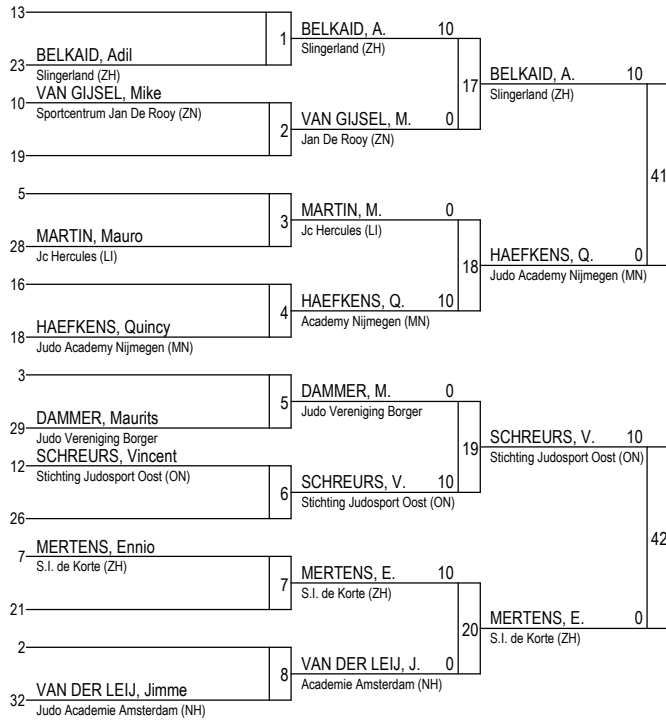 13
1
BELKAID, Adil
23
Slingerland (ZH)
10
VAN GIJSEL, Mike
Sportcentrum Jan De Rooy (ZN)
2
19
5
3
MARTIN, Mauro
28
Jc Hercules (LI)
16
4
HAEFKENS, Quincy
18
Judo Academy Nijmegen (MN)
3
5
DAMMER, Maurits
29
Judo Vereniging Borger
12
SCHREURS, Vincent
Stichting Judosport Oost (ON)
6
26
7
MERTENS, Ennio
S.I. de Korte (ZH)
7
21
2
8
VAN DER LEIJ, Jimme
32
Judo Academie Amsterdam (NH)
BELKAID, A. 10
Slingerland (ZH)
17
VAN GIJSEL, M. 0
Jan De Rooy (ZN)
MARTIN, M. 0
Jc Hercules (LI)
18
HAEFKENS, Q. 10
Academy Nijmegen (MN)
DAMMER, M. 0
Judo Vereniging Borger
19
SCHREURS, V. 10
Stichting Judosport Oost (ON)
MERTENS, E. 10
S.I. de Korte (ZH)
20
VAN DER LEIJ, J. 0
Academie Amsterdam (NH)
BELKAID, A. 10
Slingerland (ZH)
41
HAEFKENS, Q. 0
Judo Academy Nijmegen (MN)
SCHREURS, V. 10
Stichting Judosport Oost (ON)
42
MERTENS, E. 0
S.I. de Korte (ZH)